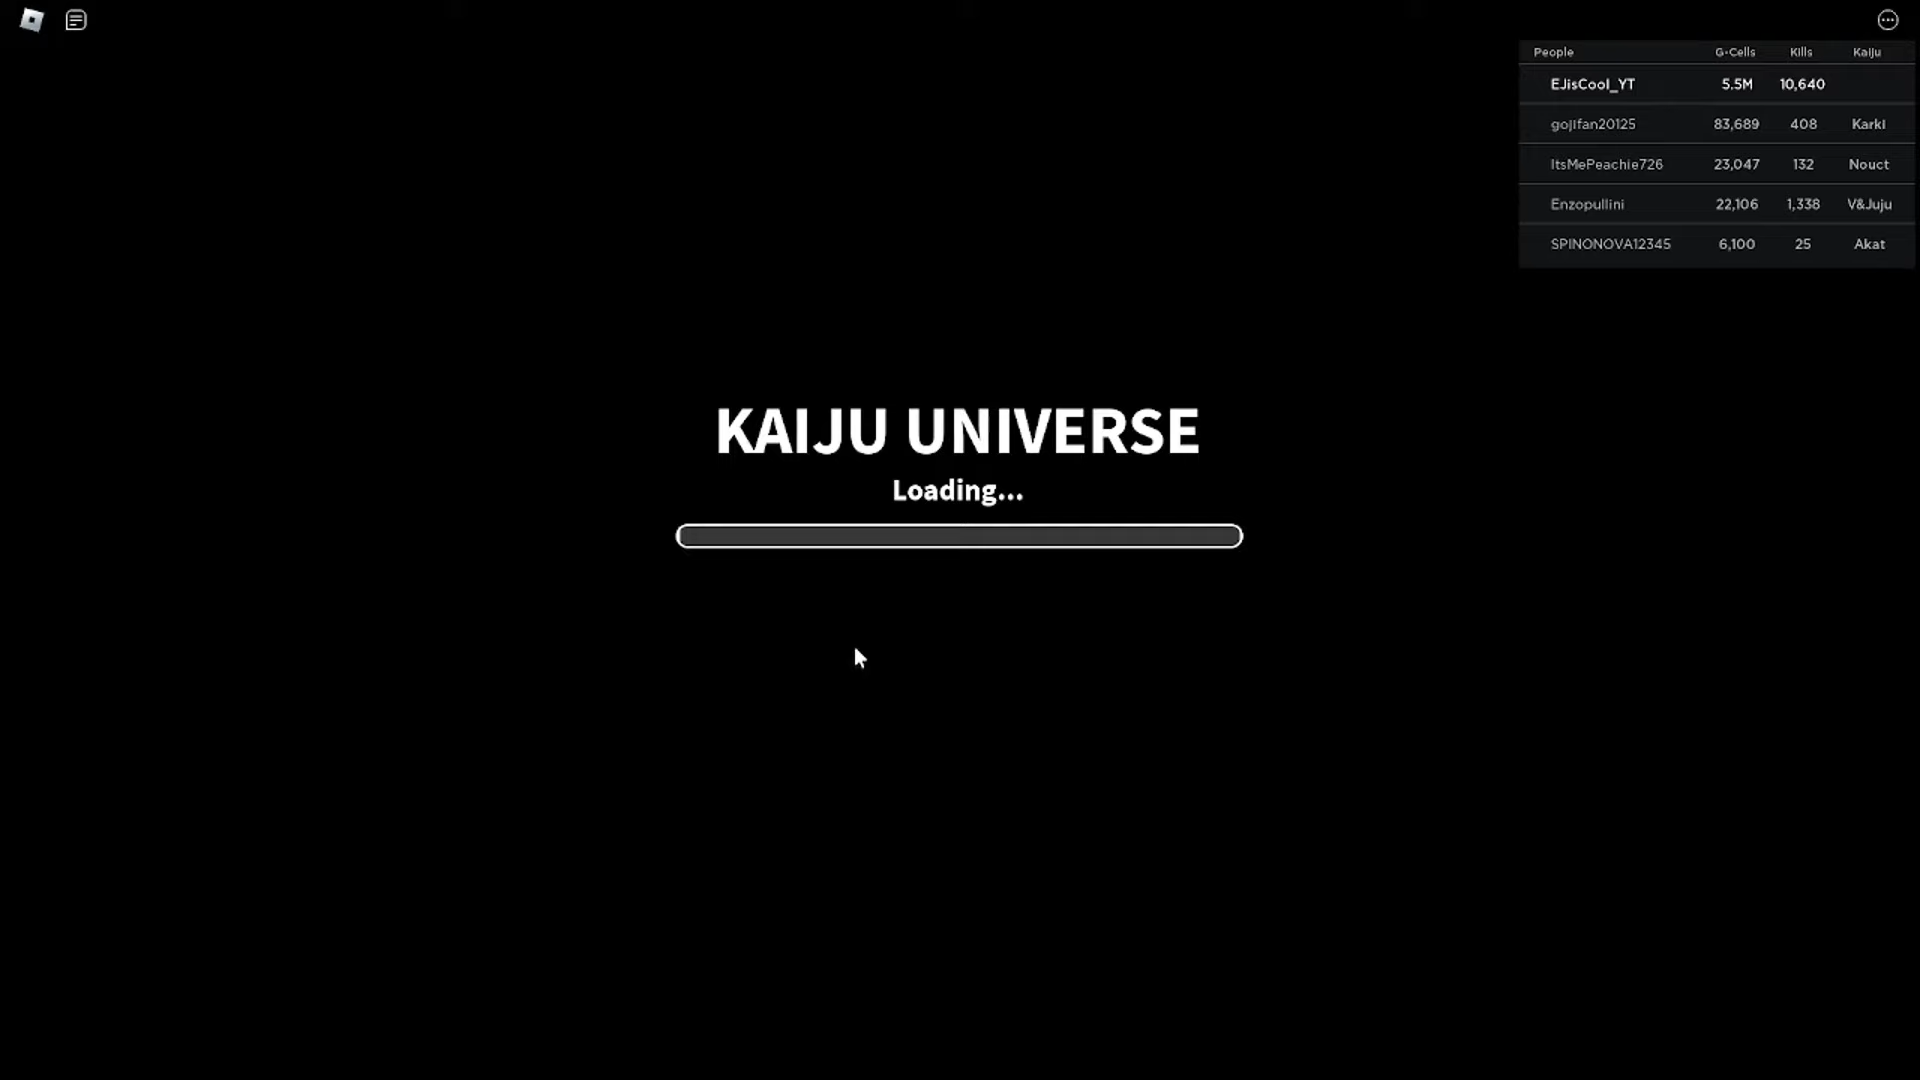 People G-Cells Kills Kaiju
EJisCool_YT 5.5M 10,640
gojifan20125 83,689 408 Karki
ItsMePeachie726 23,047 132 Nouct
Enzopullini 22,106 1,338 V&Juju
SPINONOVA12345 6,100 25 Akat
KAIJU UNIVERSE
Loading...